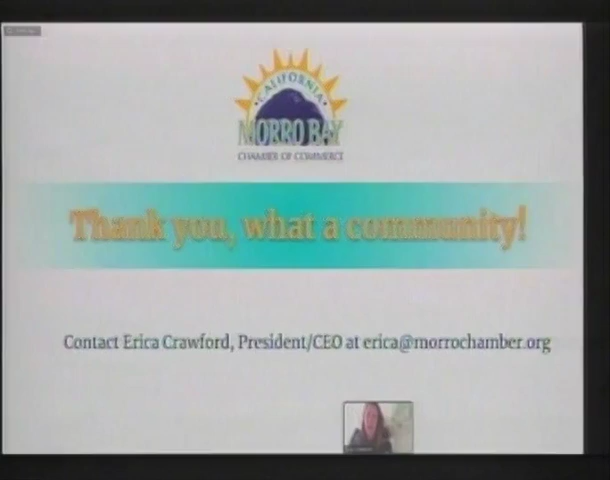 CALIFORNIA
MORRO BAY
CHAMBER OF COMMERCE
Thank you, what a community!
Contact Erica Crawford, President/CEO at erica@morrochamber.org